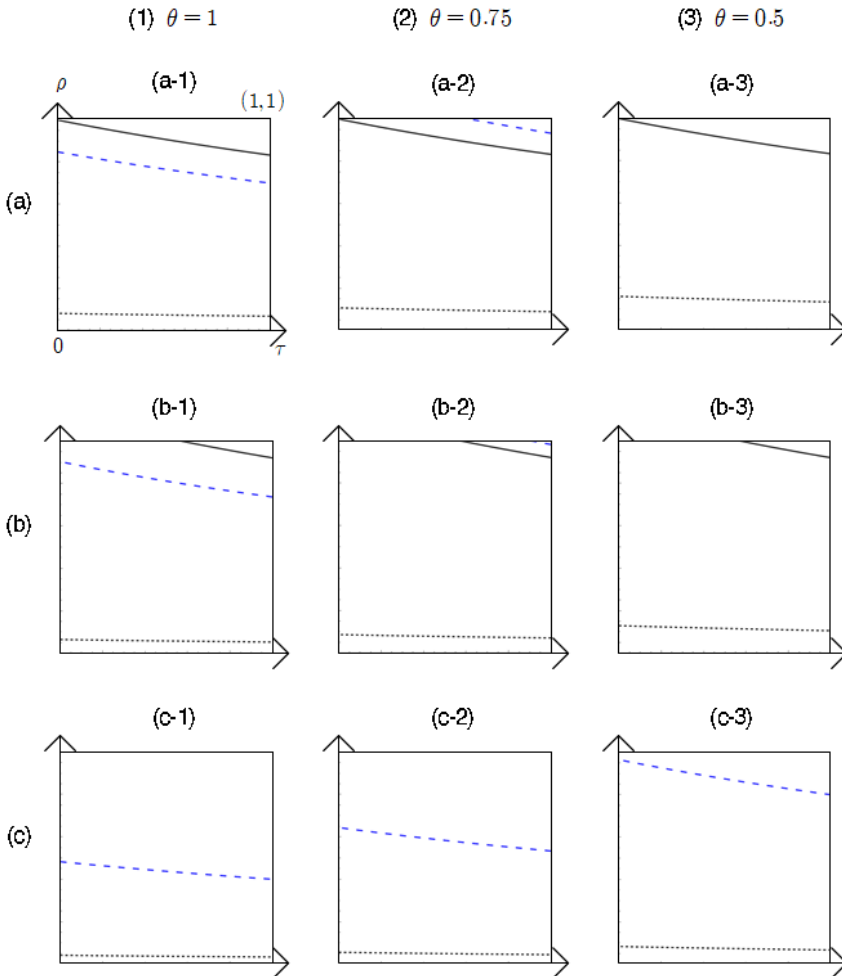 (1) θ = 1 (2) θ = 0.75 (3) θ = 0.5
(a-1) (a-2) (a-3)
ρ (1,1)
(a)
0 τ
(b-1) (b-2) (b-3)
(b)
(c-1) (c-2) (c-3)
(c)